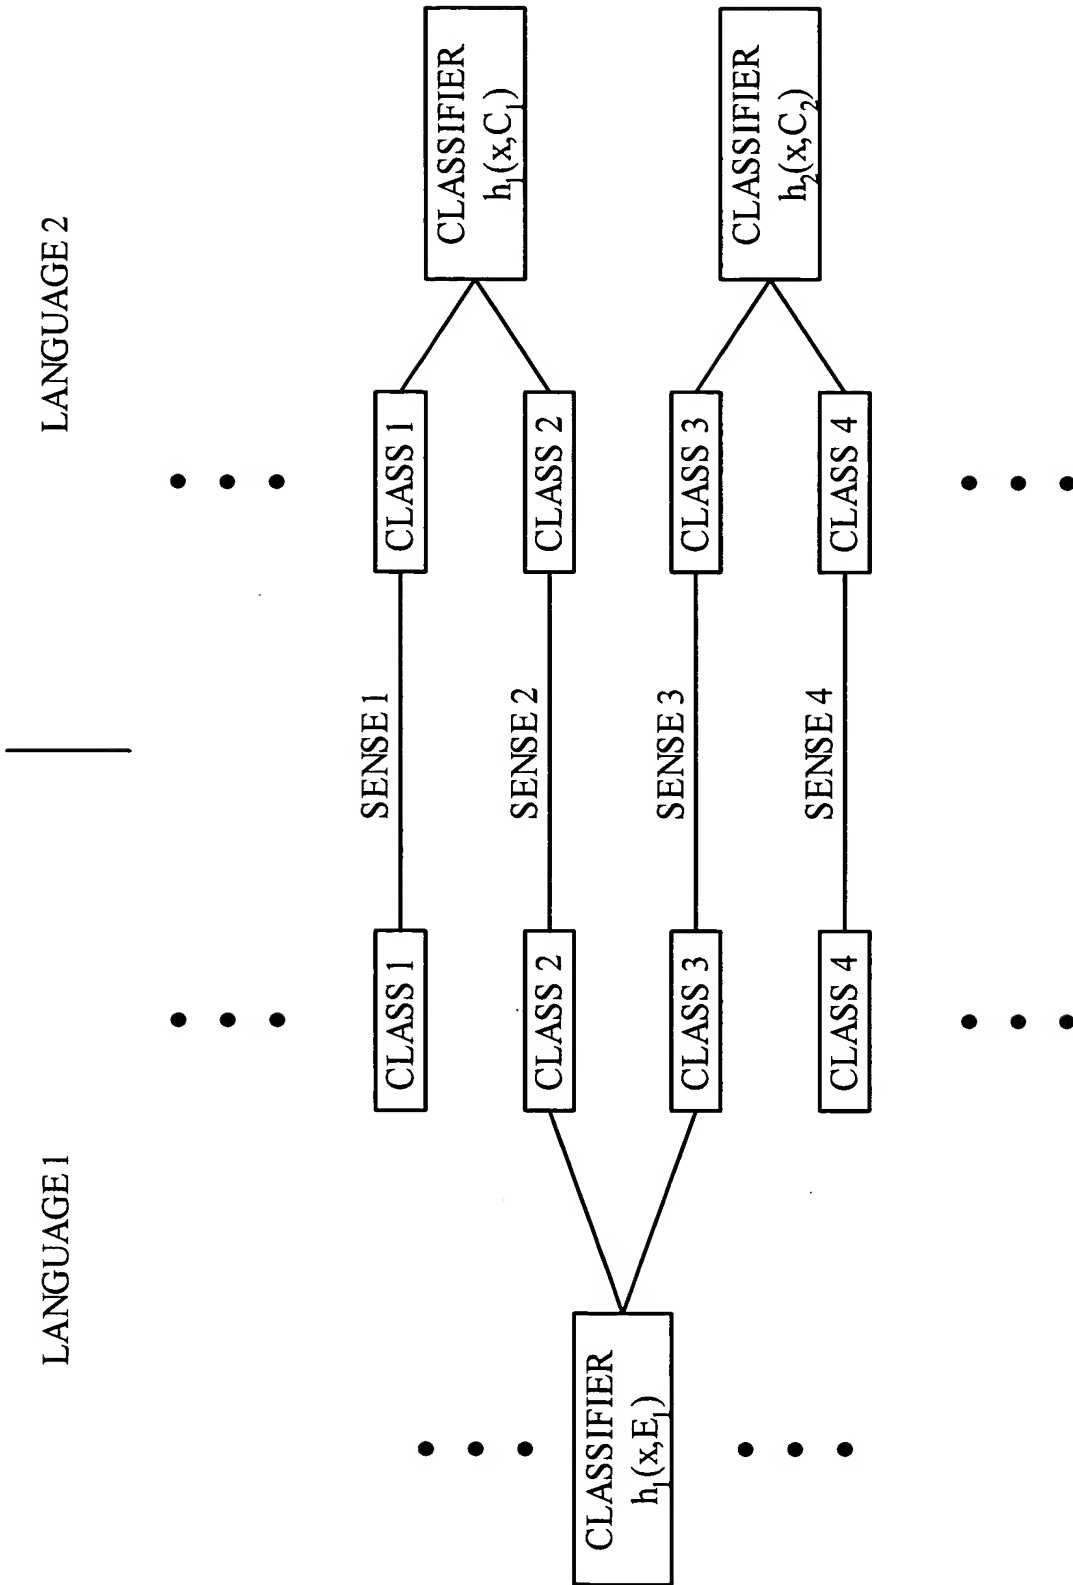 LANGUAGE 1
LANGUAGE 2
CLASS 1
SENSE 1
CLASS 1
CLASSIFIER
h₁(x,C₁)
CLASS 2
SENSE 2
CLASS 2
CLASSIFIER
h₁(x,E₁)
CLASS 3
SENSE 3
CLASS 3
CLASSIFIER
h₂(x,C₂)
CLASS 4
SENSE 4
CLASS 4